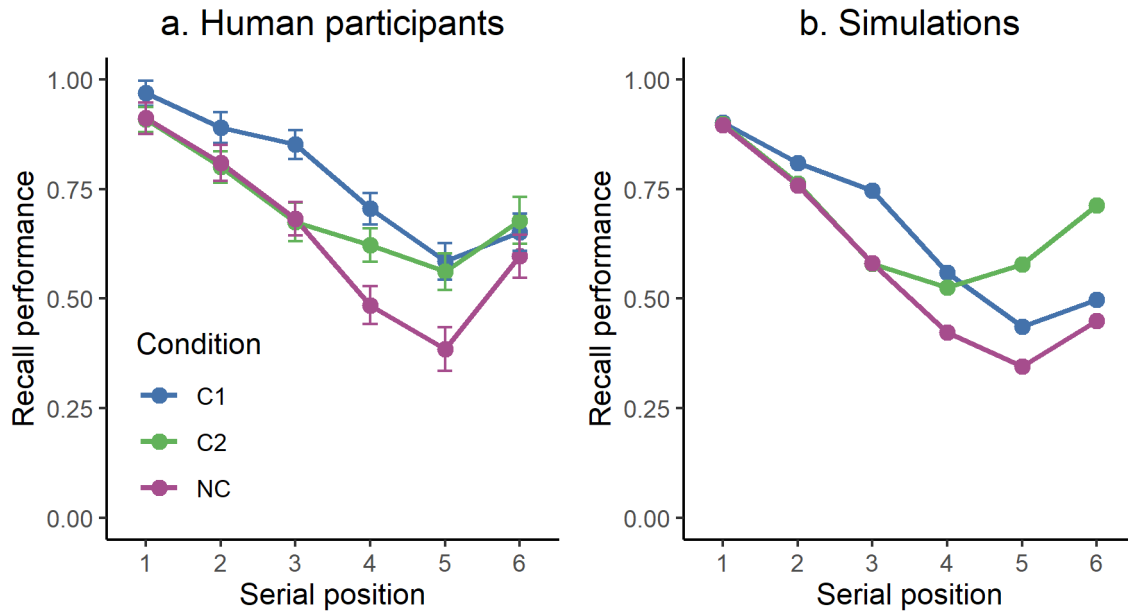 a. Human participants
Recall performance
1.00
0.75
0.50
0.25
0.00
Condition
C1
C2
NC
1 2 3 4 5 6
Serial position
b. Simulations
Recall performance
1.00
0.75
0.50
0.25
0.00
1 2 3 4 5 6
Serial position